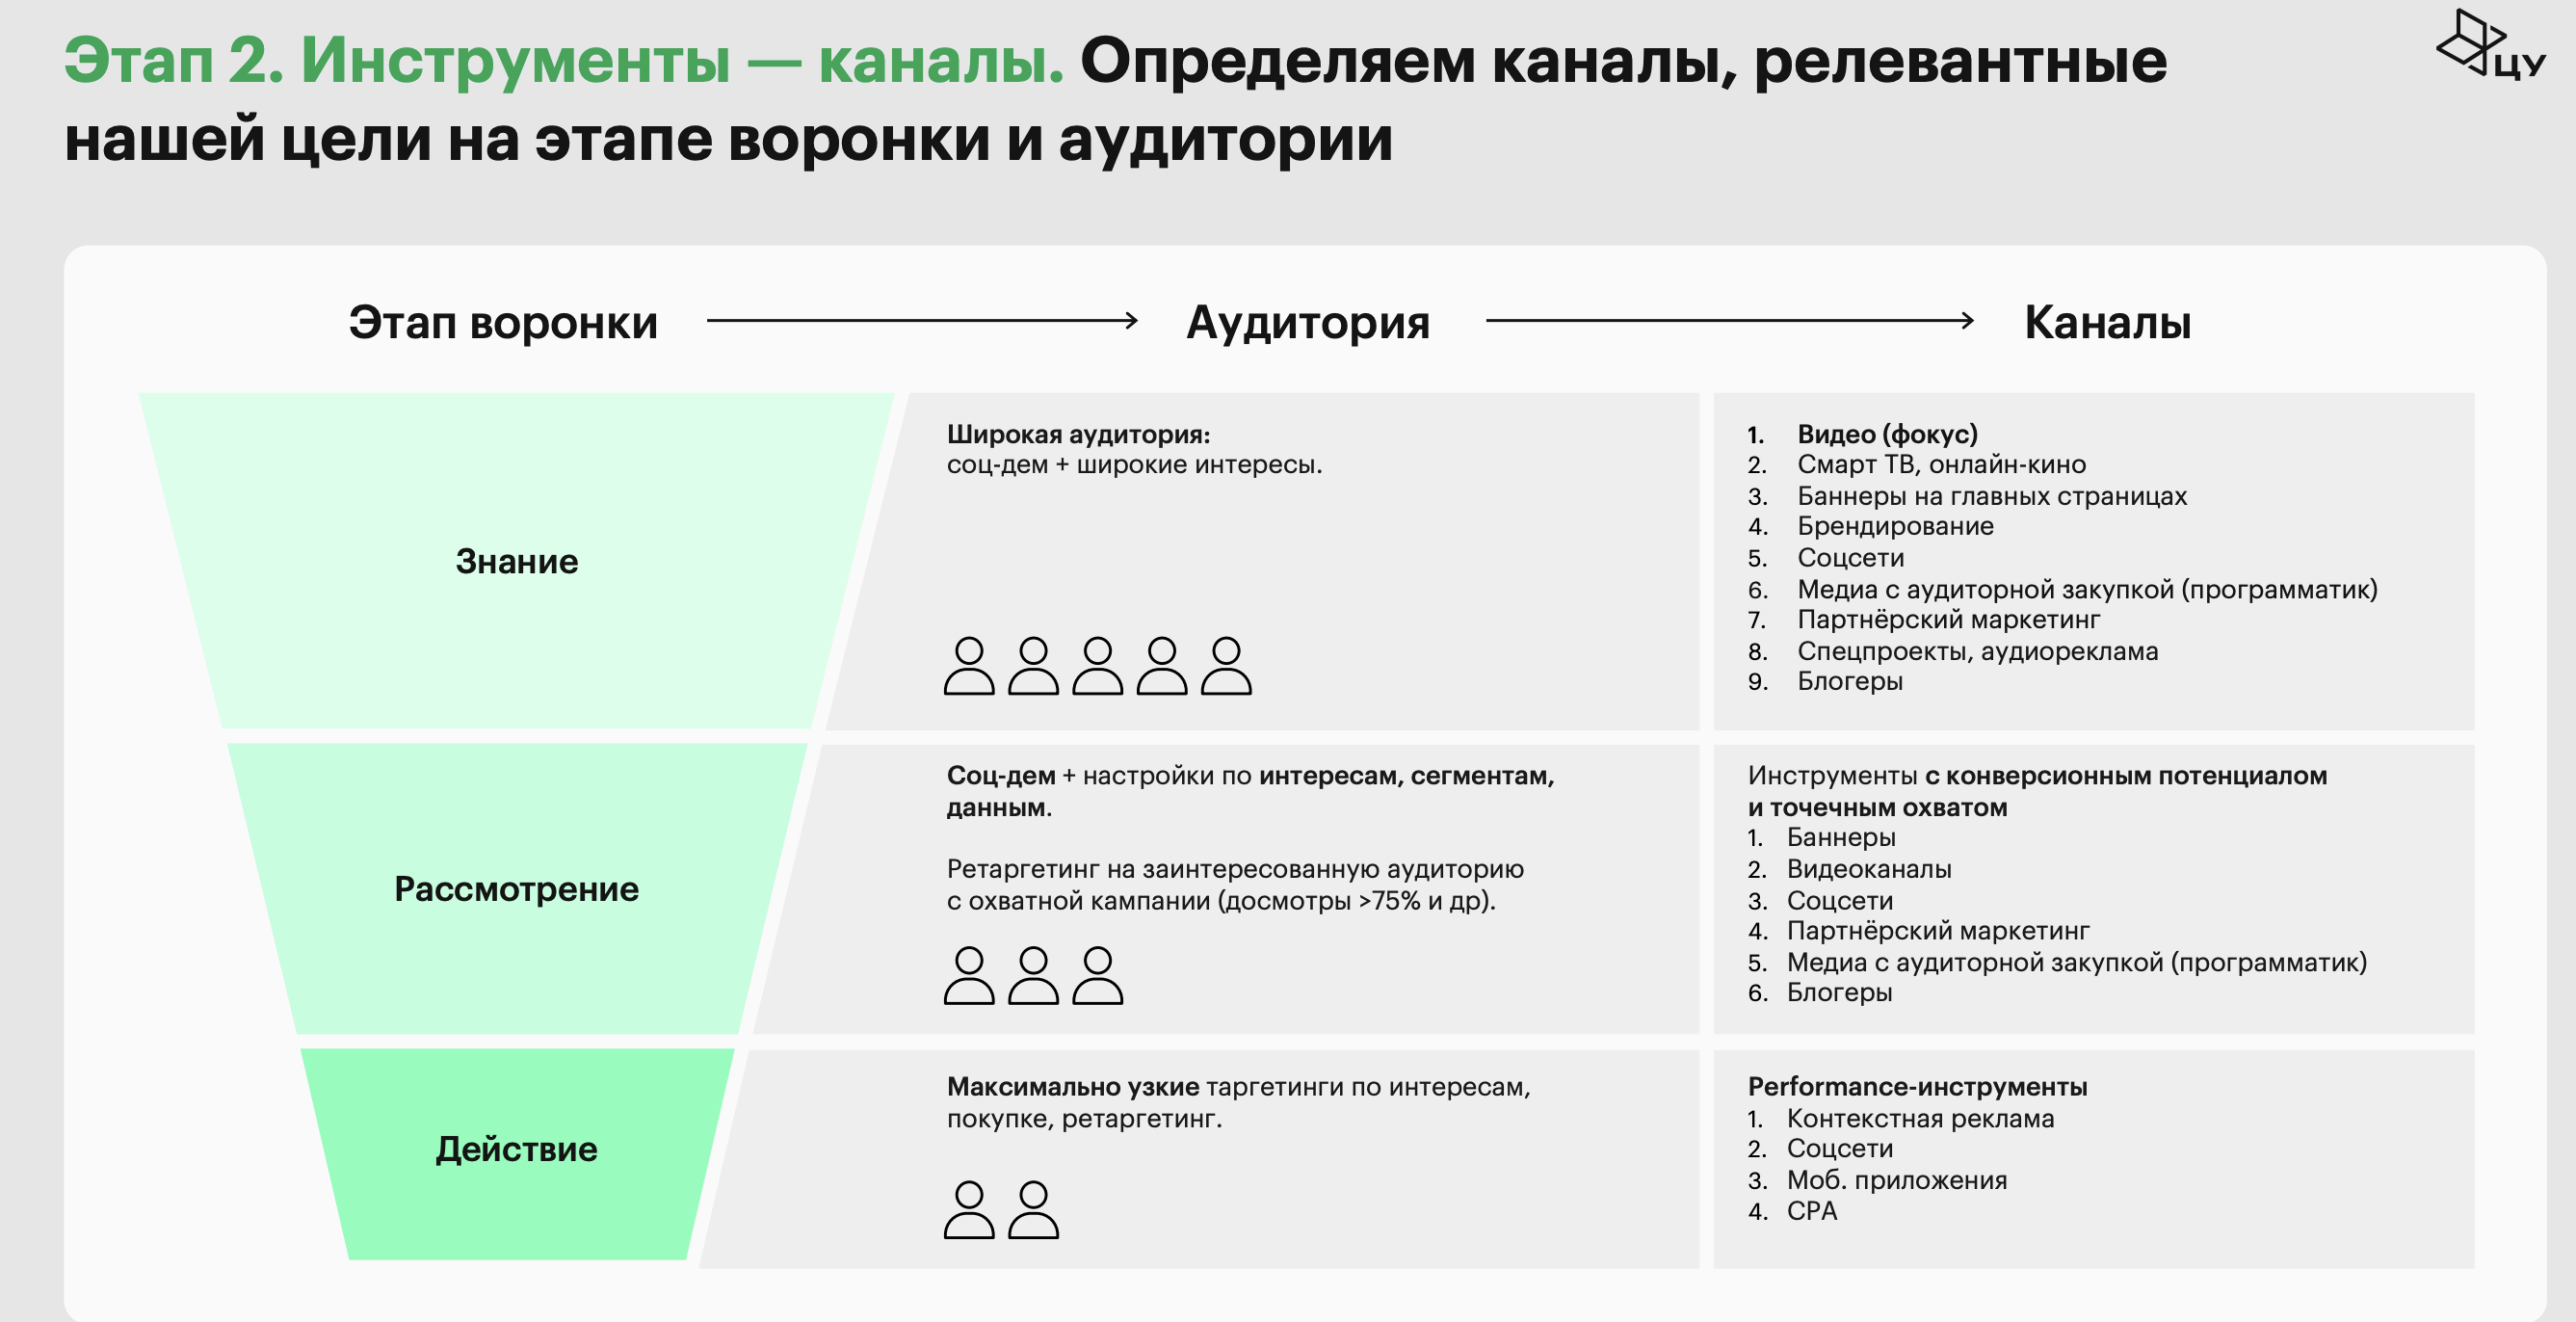 Этап 2. Инструменты — каналы. Определяем каналы, релевантные
нашей цели на этапе воронки и аудитории
ЦУ
Этап воронки
Аудитория
Каналы
Знание
Широкая аудитория:
соц-дем + широкие интересы.
1. Видео (фокус)
2. Смарт ТВ, онлайн-кино
3. Баннеры на главных страницах
4. Брендирование
5. Соцсети
6. Медиа с аудиторной закупкой (программатик)
7. Партнёрский маркетинг
8. Спецпроекты, аудиореклама
9. Блогеры
Рассмотрение
Соц-дем + настройки по интересам, сегментам,
данным.
Ретаргетинг на заинтересованную аудиторию
с охватной кампании (досмотры >75% и др).
Инструменты с конверсионным потенциалом
и точечным охватом
1. Баннеры
2. Видеоканалы
3. Соцсети
4. Партнёрский маркетинг
5. Медиа с аудиторной закупкой (программатик)
6. Блогеры
Действие
Максимально узкие таргетинги по интересам,
покупке, ретаргетинг.
Performance-инструменты
1. Контекстная реклама
2. Соцсети
3. Моб. приложения
4. CPA